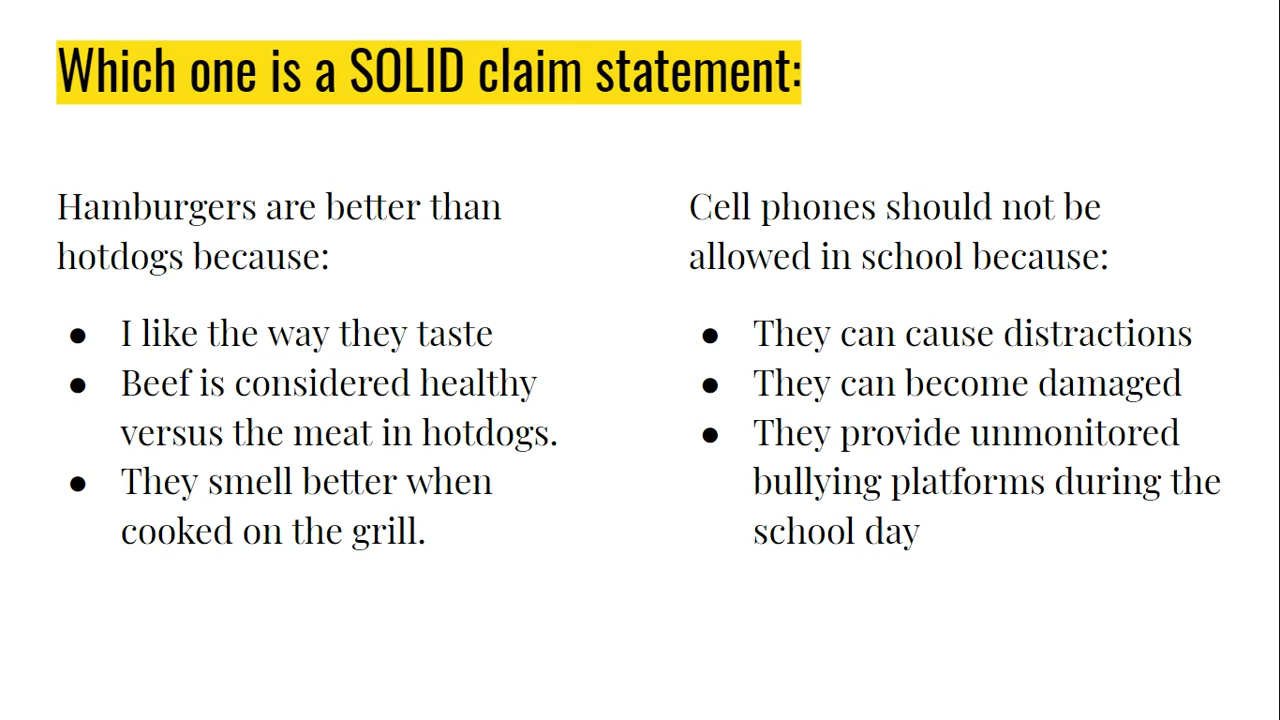 Which one is a SOLID claim statement:
Hamburgers are better than
hotdogs because:
● I like the way they taste
● Beef is considered healthy
versus the meat in hotdogs.
● They smell better when
cooked on the grill.
Cell phones should not be
allowed in school because:
● They can cause distractions
● They can become damaged
● They provide unmonitored
bullying platforms during the
school day